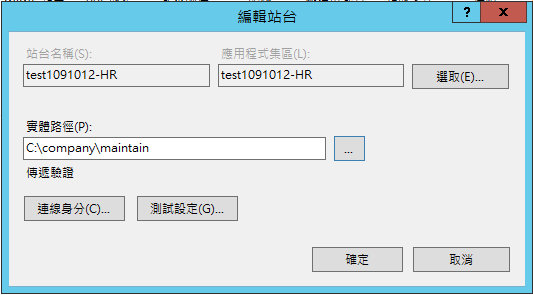 編輯站台
?
x
站台名稱(S):
應用程式集區(L):
test1091012-HR
test1091012-HR
選取(E)...
實體路徑(P):
C:\company\maintain
...
傳遞驗證
連線身分(C)...
測試設定(G)...
確定
取消